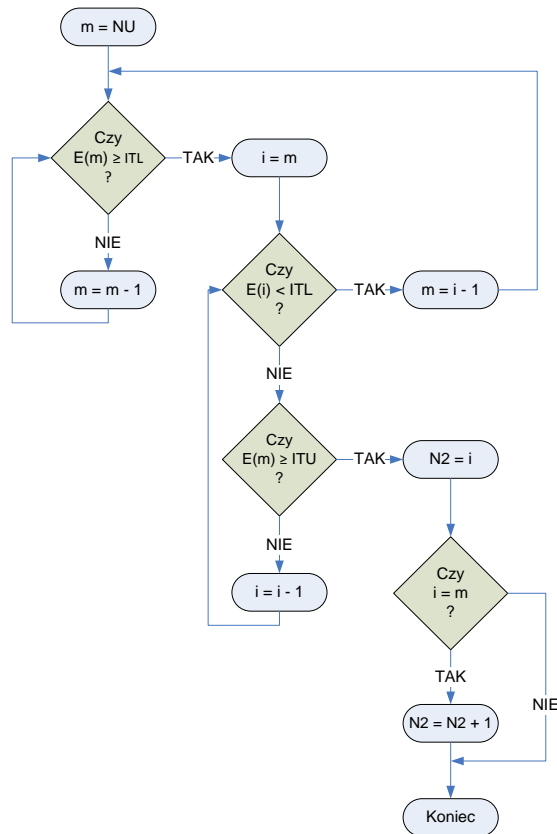 m = NU
Czy
E(m) ≥ ITL
?
TAK
i = m
NIE
m = m - 1
Czy
E(i) < ITL
?
TAK
m = i - 1
NIE
Czy
E(m) ≥ ITU
?
TAK
N2 = i
NIE
i = i - 1
Czy
i = m
?
TAK
NIE
N2 = N2 + 1
Koniec